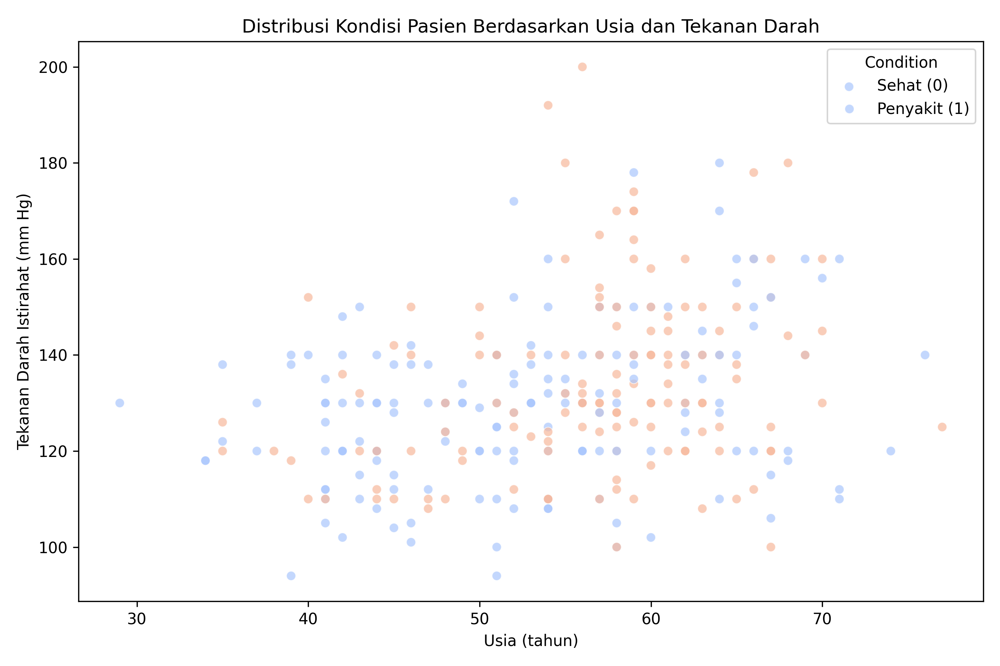 Distribusi Kondisi Pasien Berdasarkan Usia dan Tekanan Darah
Condition
Sehat (0)
Penyakit (1)
Tekanan Darah Istirahat (mm Hg)
200
180
160
140
120
100
30 40 50 60 70
Usia (tahun)